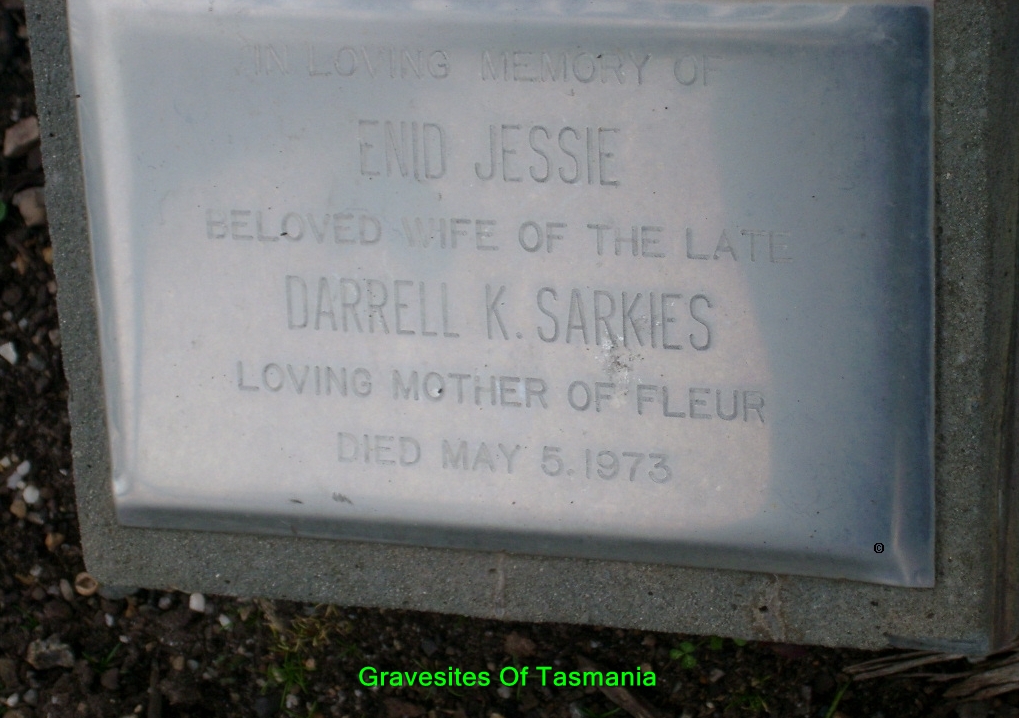 IN LOVING MEMORY OF
ENID JESSIE
BELOVED WIFE OF THE LATE
DARRELL K. SARKIES
LOVING MOTHER OF FLEUR
DIED MAY 5. 1973
©
Gravesites Of Tasmania